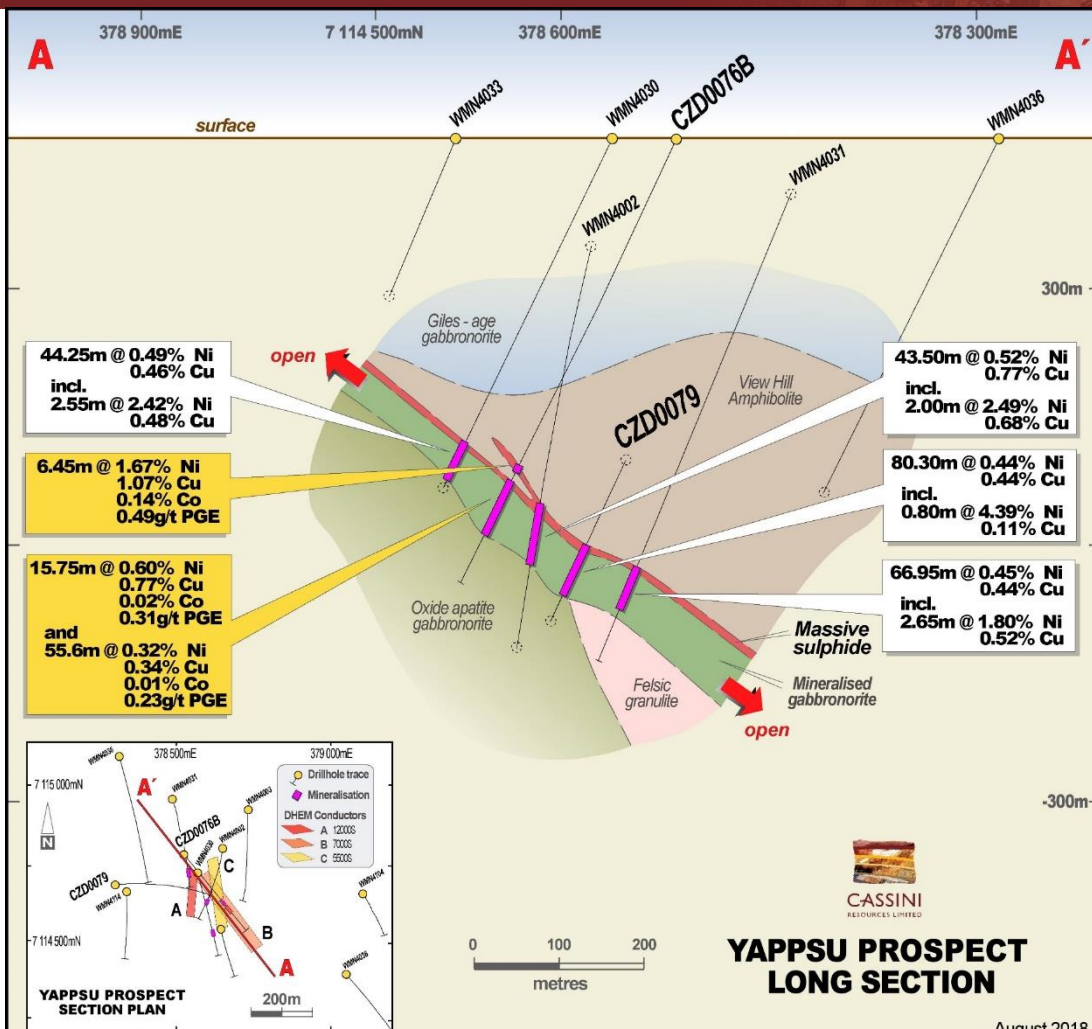 378 900mE
7 114 500mN
378 600mE
378 300mE
A
A´
WMN4033
WMN4030
CZD0076B
WMN4036
surface
WMN4031
WMN4002
300m
Giles - age
gabbronorite
open
View Hill
Amphibolite
CZD0079
44.25m @ 0.49% Ni
0.46% Cu
incl.
2.55m @ 2.42% Ni
0.48% Cu
6.45m @ 1.67% Ni
1.07% Cu
0.14% Co
0.49g/t PGE
15.75m @ 0.60% Ni
0.77% Cu
0.02% Co
0.31g/t PGE
and
55.6m @ 0.32% Ni
0.34% Cu
0.01% Co
0.23g/t PGE
43.50m @ 0.52% Ni
0.77% Cu
incl.
2.00m @ 2.49% Ni
0.68% Cu
80.30m @ 0.44% Ni
0.44% Cu
incl.
0.80m @ 4.39% Ni
0.11% Cu
66.95m @ 0.45% Ni
0.44% Cu
incl.
2.65m @ 1.80% Ni
0.52% Cu
Oxide apatite
gabbronorite
Felsic
granulite
Massive
sulphide
Mineralised
gabbronorite
open
-300m
378 500mE
379 000mE
7 115 000mN
7 114 500mN
N
A´
WMN4031
CZD0076B
WMN4030
WMN4002
WMN4003
CZD0079
WMN4114
A
B
C
A
Drillhole trace
Mineralisation
DHEM Conductors
A 12000S
B 7000S
C 5500S
YAPPSU PROSPECT
SECTION PLAN
200m
0 100 200
metres
CASSINI
RESOURCES LIMITED
YAPPSU PROSPECT
LONG SECTION
August 2018